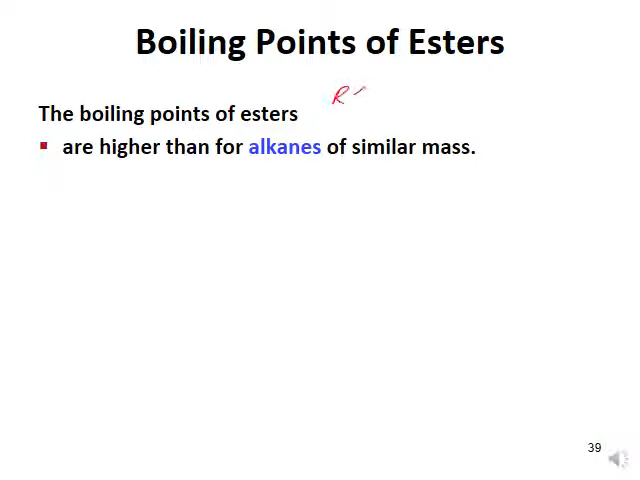 Boiling Points of Esters
R
The boiling points of esters
▪ are higher than for alkanes of similar mass.
39